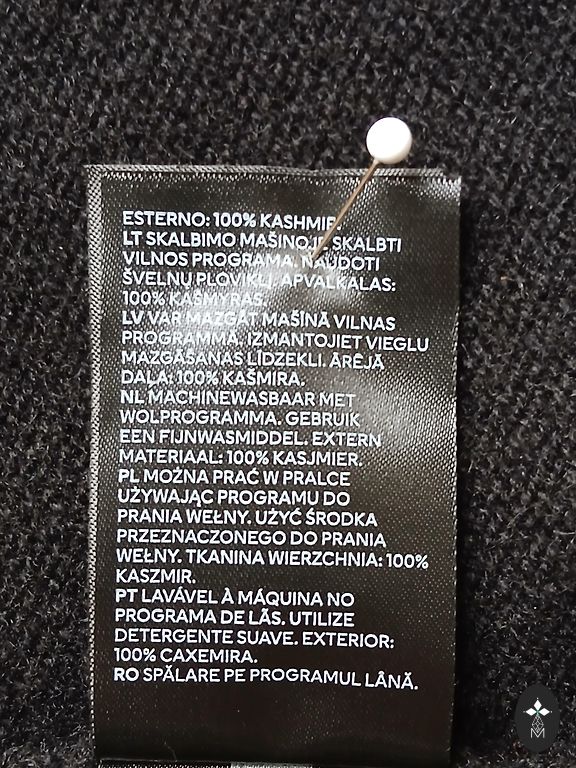 ESTERNO: 100% KASHMIR.
LT SKALBIMO MAŠINOJE SKALBTI
VILNOS PROGRAMA. NAUDOTI
ŠVELNŲ PLOVIKLĮ. APVALKALAS:
100% KAŠMYRAS.
LV VAR MAZGĀT MAŠĪNĀ VILNAS
PROGRAMMĀ. IZMANTOJIET VIEGLU
MAZGĀŠANAS LĪDZEKLI. ĀRĒJĀ
DAĻA: 100% KAŠMIRA.
NL MACHINEWASBAAR MET
WOLPROGRAMMA. GEBRUIK
EEN FIJNWASMIDDEL. EXTERN
MATERIAAL: 100% KASJMIER.
PL MOŻNA PRAĆ W PRALCE
UŻYWAJĄC PROGRAMU DO
PRANIA WEŁNY. UŻYĆ ŚRODKA
PRZEZNACZONEGO DO PRANIA
WEŁNY. TKANINA WIERZCHNIA: 100%
KASZMIR.
PT LAVÁVEL À MÁQUINA NO
PROGRAMA DE LÃS. UTILIZE
DETERGENTE SUAVE. EXTERIOR:
100% CAXEMIRA.
RO SPĂLARE PE PROGRAMUL LÂNĂ.
M